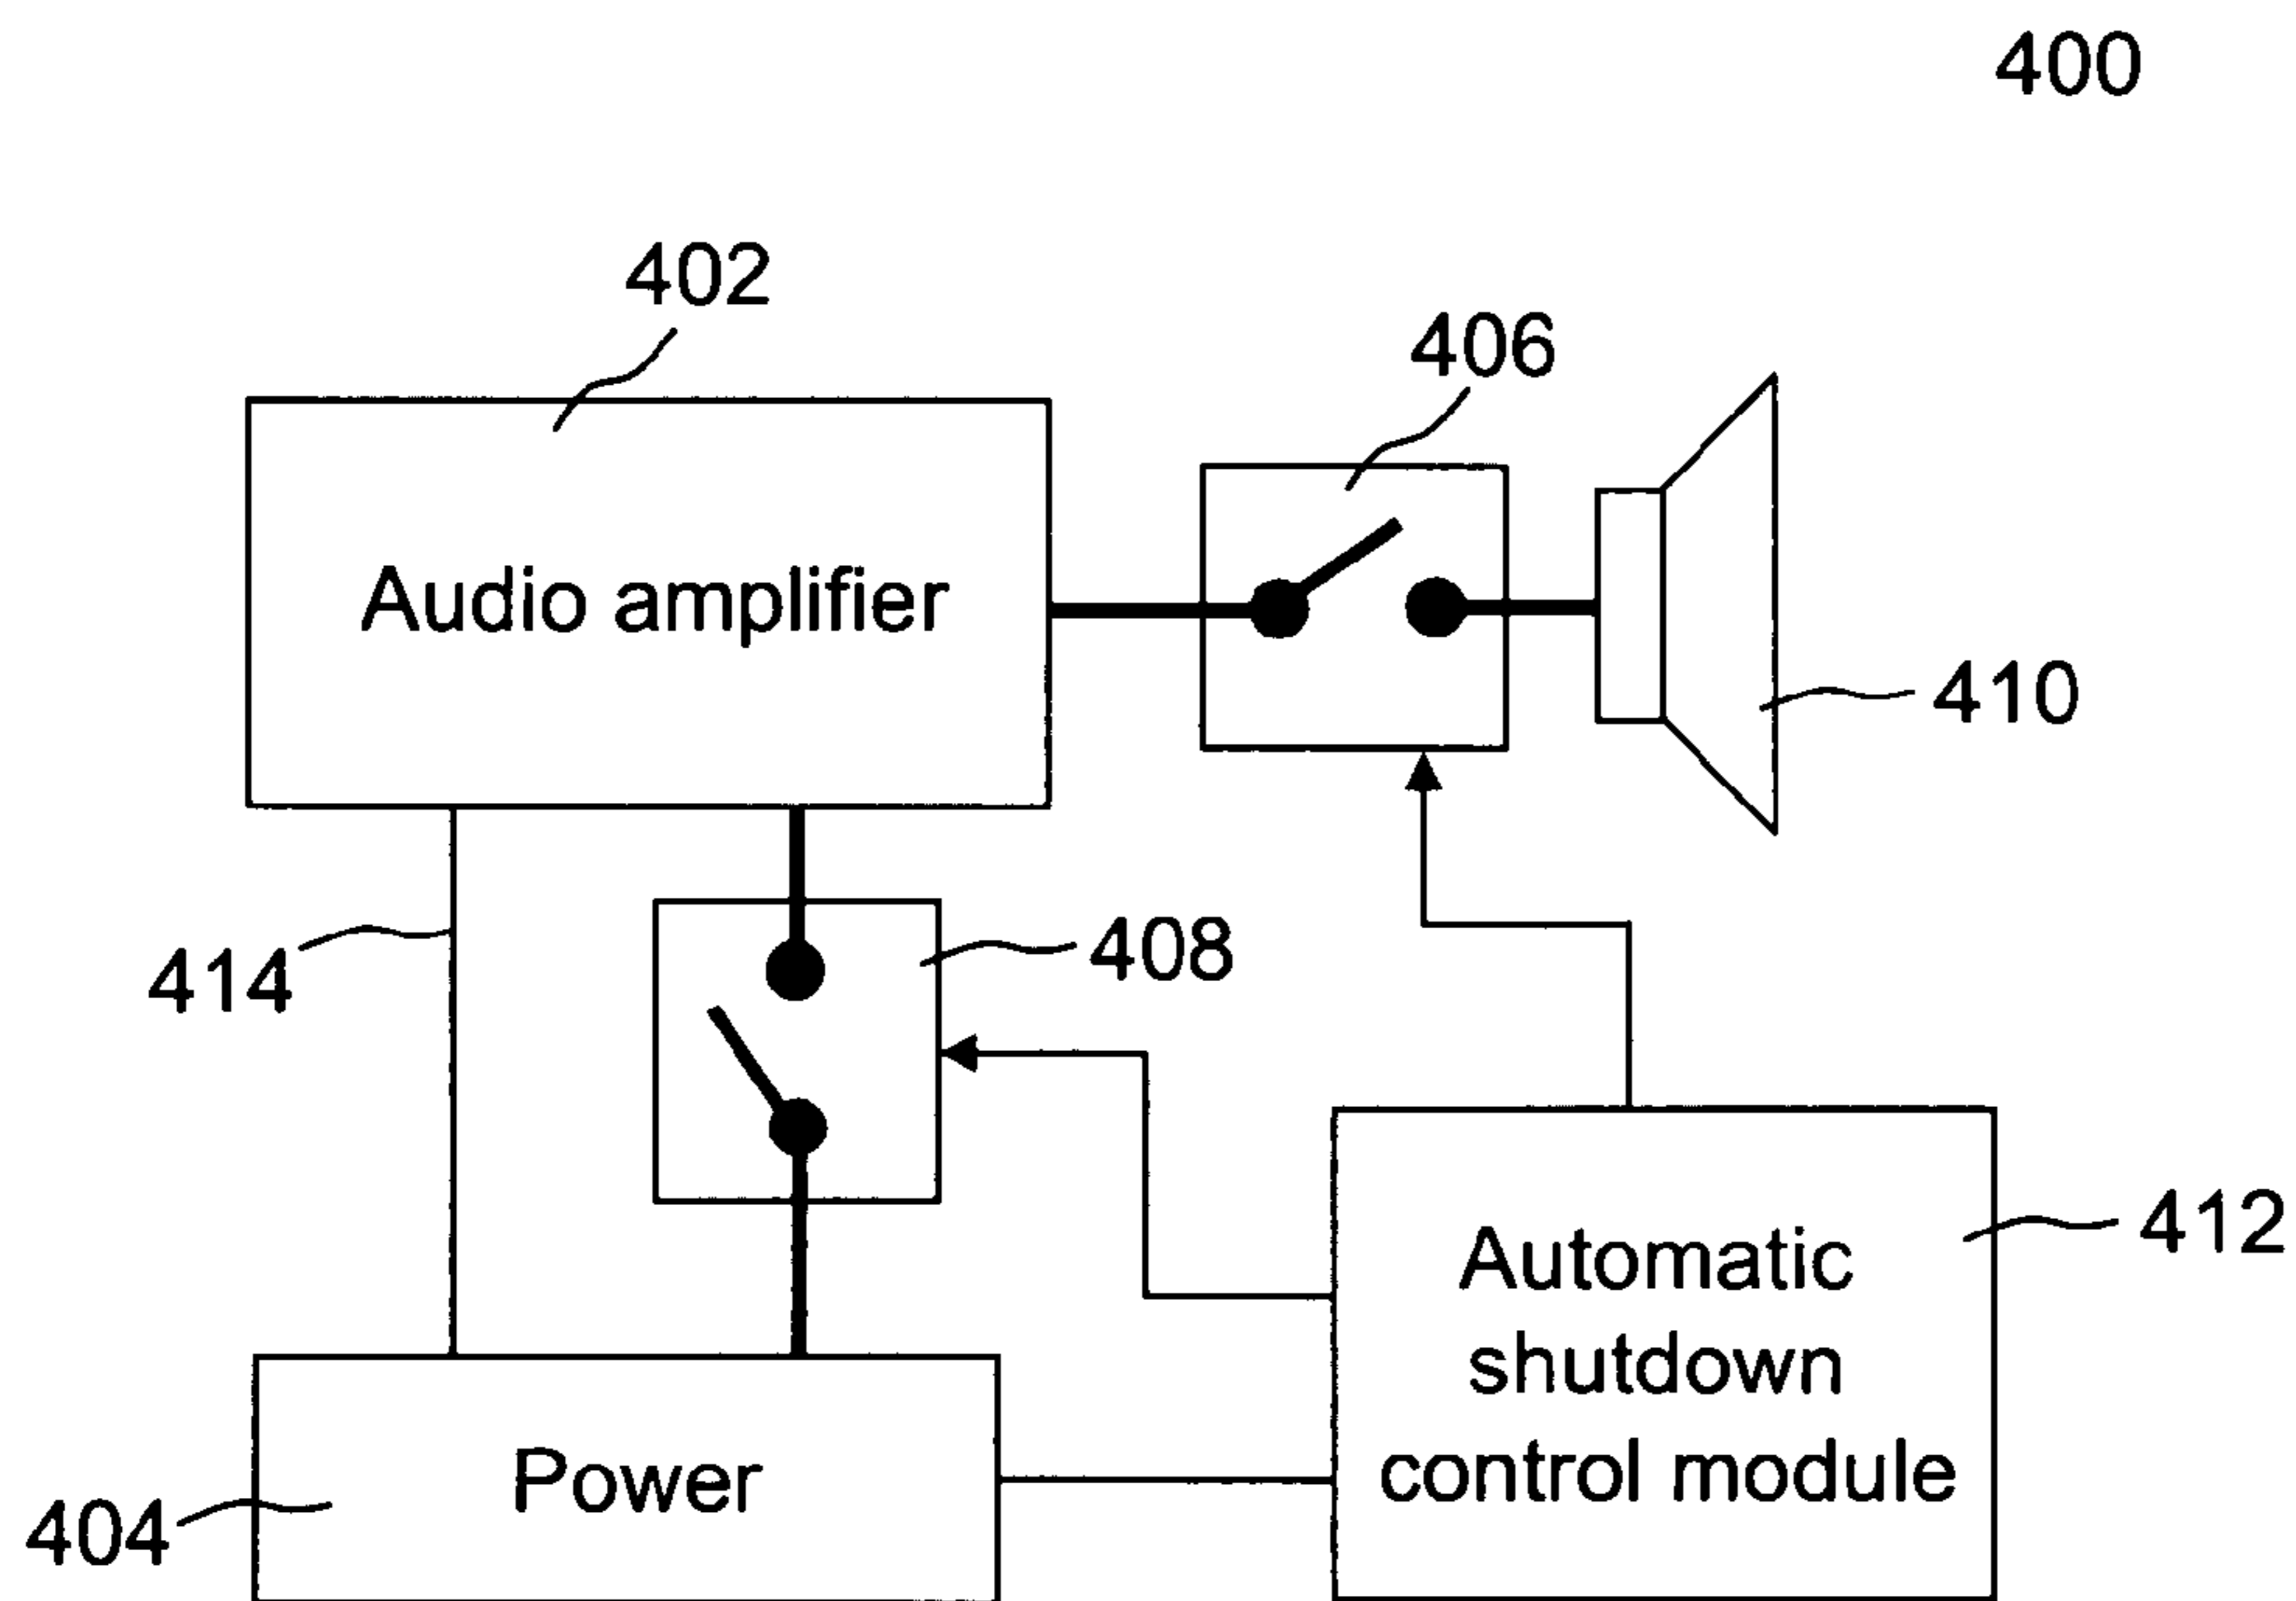 400
402
406
Audio amplifier
410
408
414
412
Automatic
shutdown
control module
Power
404